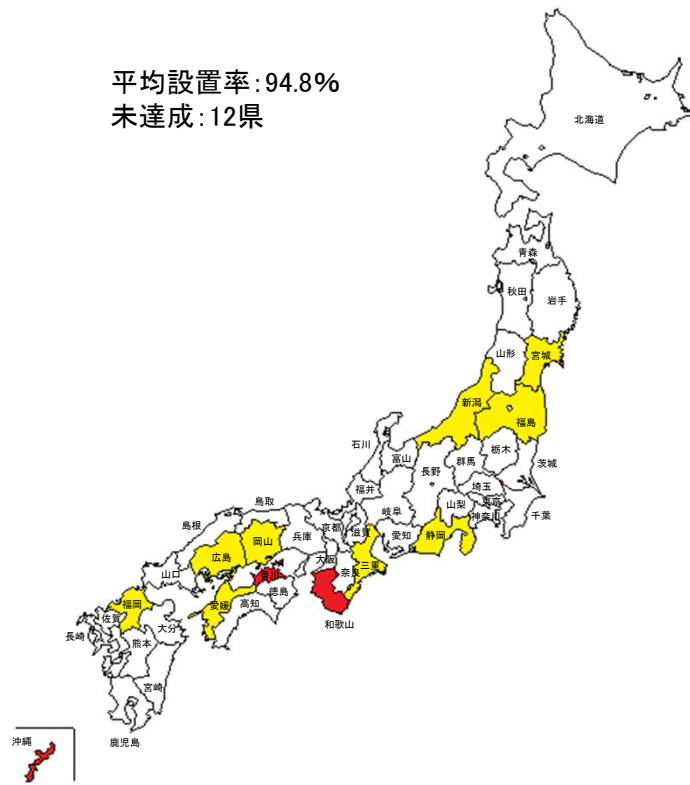 平均設置率：94.8%
未達成：12県
北海道
青森
秋田
岩手
山形
宮城
新潟
福島
石川
富山
長野
群馬
栃木
茨城
福井
岐阜
山梨
埼玉
東京
神奈川
千葉
鳥取
島根
岡山
兵庫
京都
滋賀
愛知
静岡
広島
山口
大阪
奈良
三重
香川
徳島
愛媛
高知
和歌山
福岡
佐賀
長崎
大分
熊本
宮崎
鹿児島
沖縄